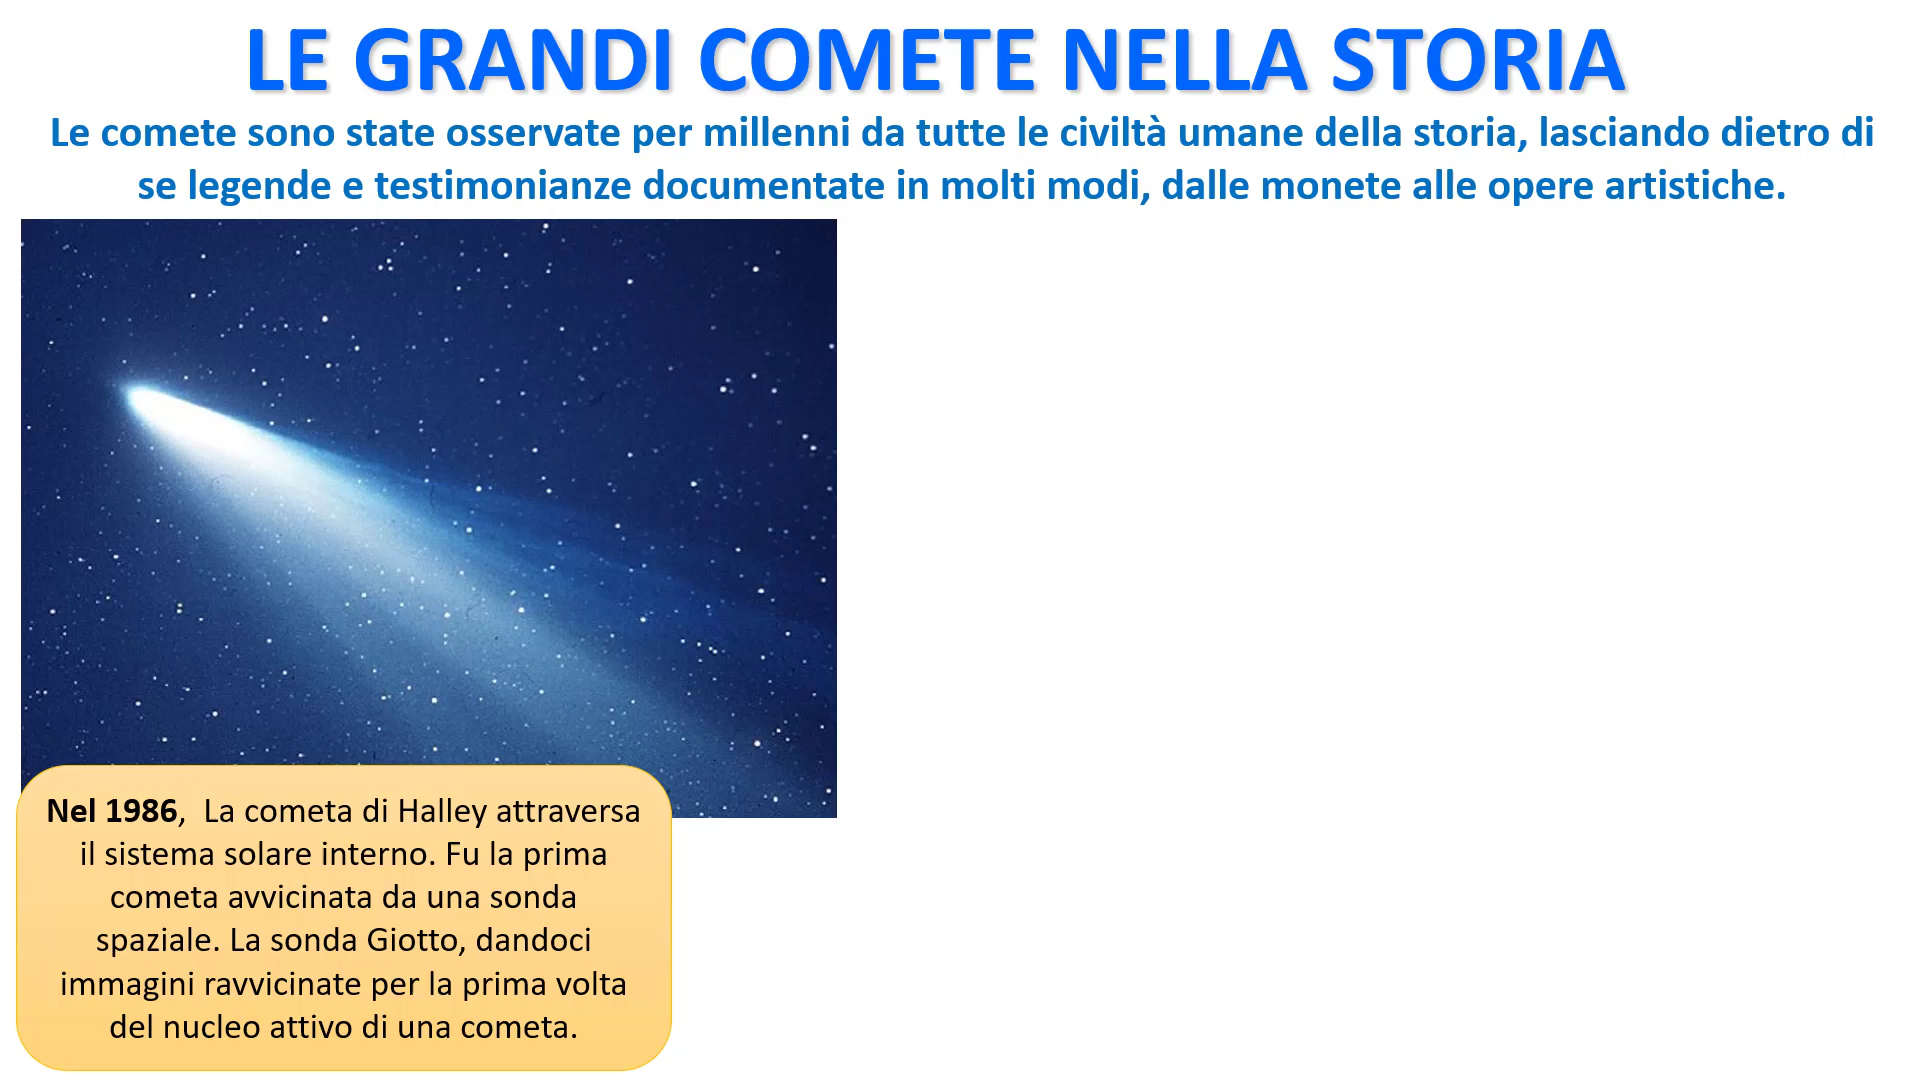 LE GRANDI COMETE NELLA STORIA
Le comete sono state osservate per millenni da tutte le civiltà umane della storia, lasciando dietro di
se legende e testimonianze documentate in molti modi, dalle monete alle opere artistiche.
Nel 1986,  La cometa di Halley attraversa
il sistema solare interno. Fu la prima
cometa avvicinata da una sonda
spaziale. La sonda Giotto, dandoci
immagini ravvicinate per la prima volta
del nucleo attivo di una cometa.